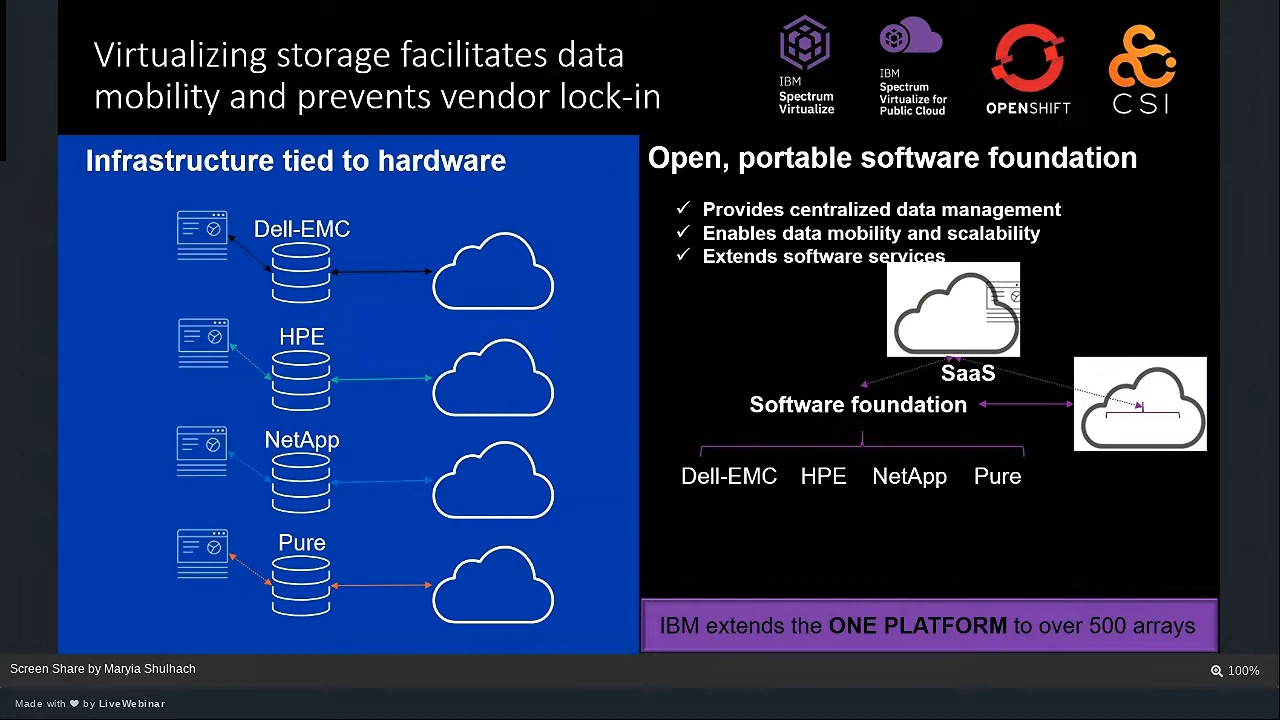 Virtualizing storage facilitates data
mobility and prevents vendor lock-in
IBM
Spectrum
Virtualize
IBM
Spectrum
Virtualize for
Public Cloud
OPENSHIFT
CSI
Infrastructure tied to hardware
Dell-EMC
HPE
NetApp
Pure
Open, portable software foundation
✓ Provides centralized data management
✓ Enables data mobility and scalability
✓ Extends software services
SaaS
Software foundation
Dell-EMC HPE NetApp Pure
IBM extends the ONE PLATFORM to over 500 arrays
Screen Share by Maryia Shulhach
100%
Made with ❤ by LiveWebinar